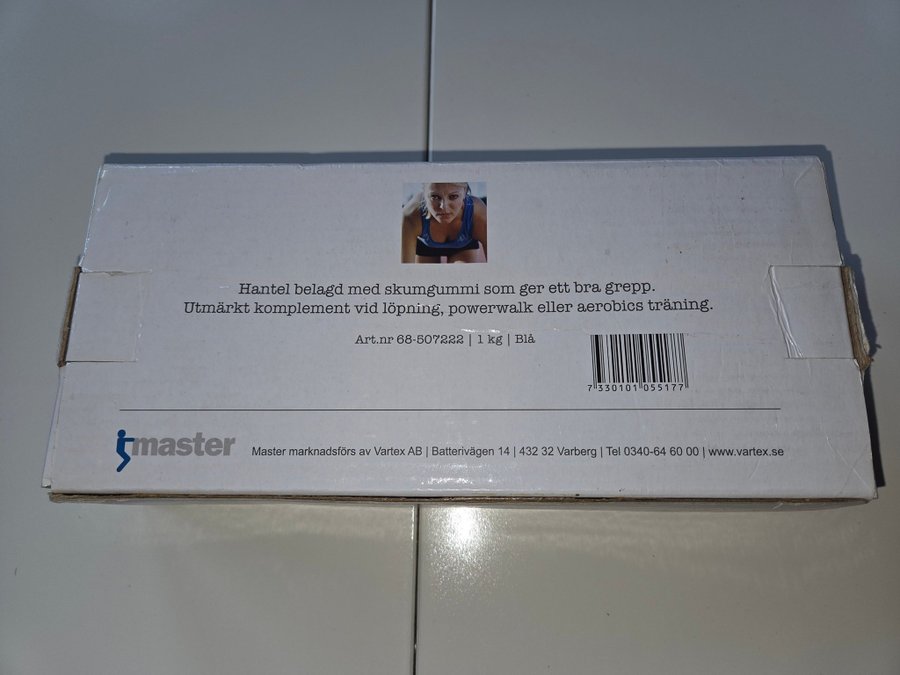 Hantel belagd med skumgummi som ger ett bra grepp.
Utmärkt komplement vid löpning, powerwalk eller aerobics träning.
Art.nr 68-507222 | 1 kg | Blå
7 330101 055177
master
Master marknadsförs av Vartex AB | Batterivägen 14 | 432 32 Varberg | Tel 0340-64 60 00 | www.vartex.se